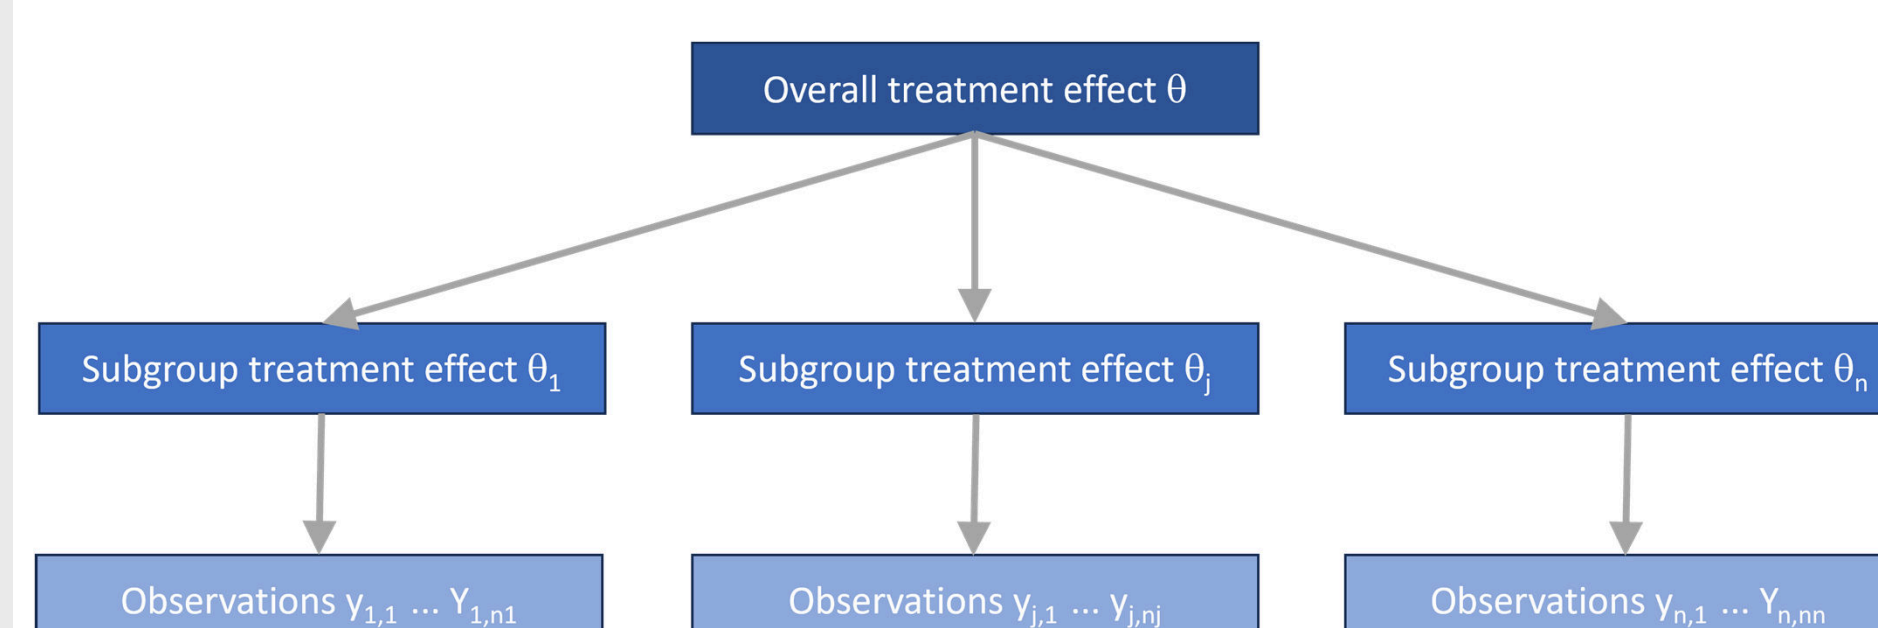 Overall treatment effect θ
Subgroup treatment effect θ₁
Subgroup treatment effect θⱼ
Subgroup treatment effect θₙ
Observations y₁,₁ ... Y₁,ₙ₁
Observations yⱼ,₁ ... yⱼ,ₙⱼ
Observations yₙ,₁ ... Yₙ,ₙₙ